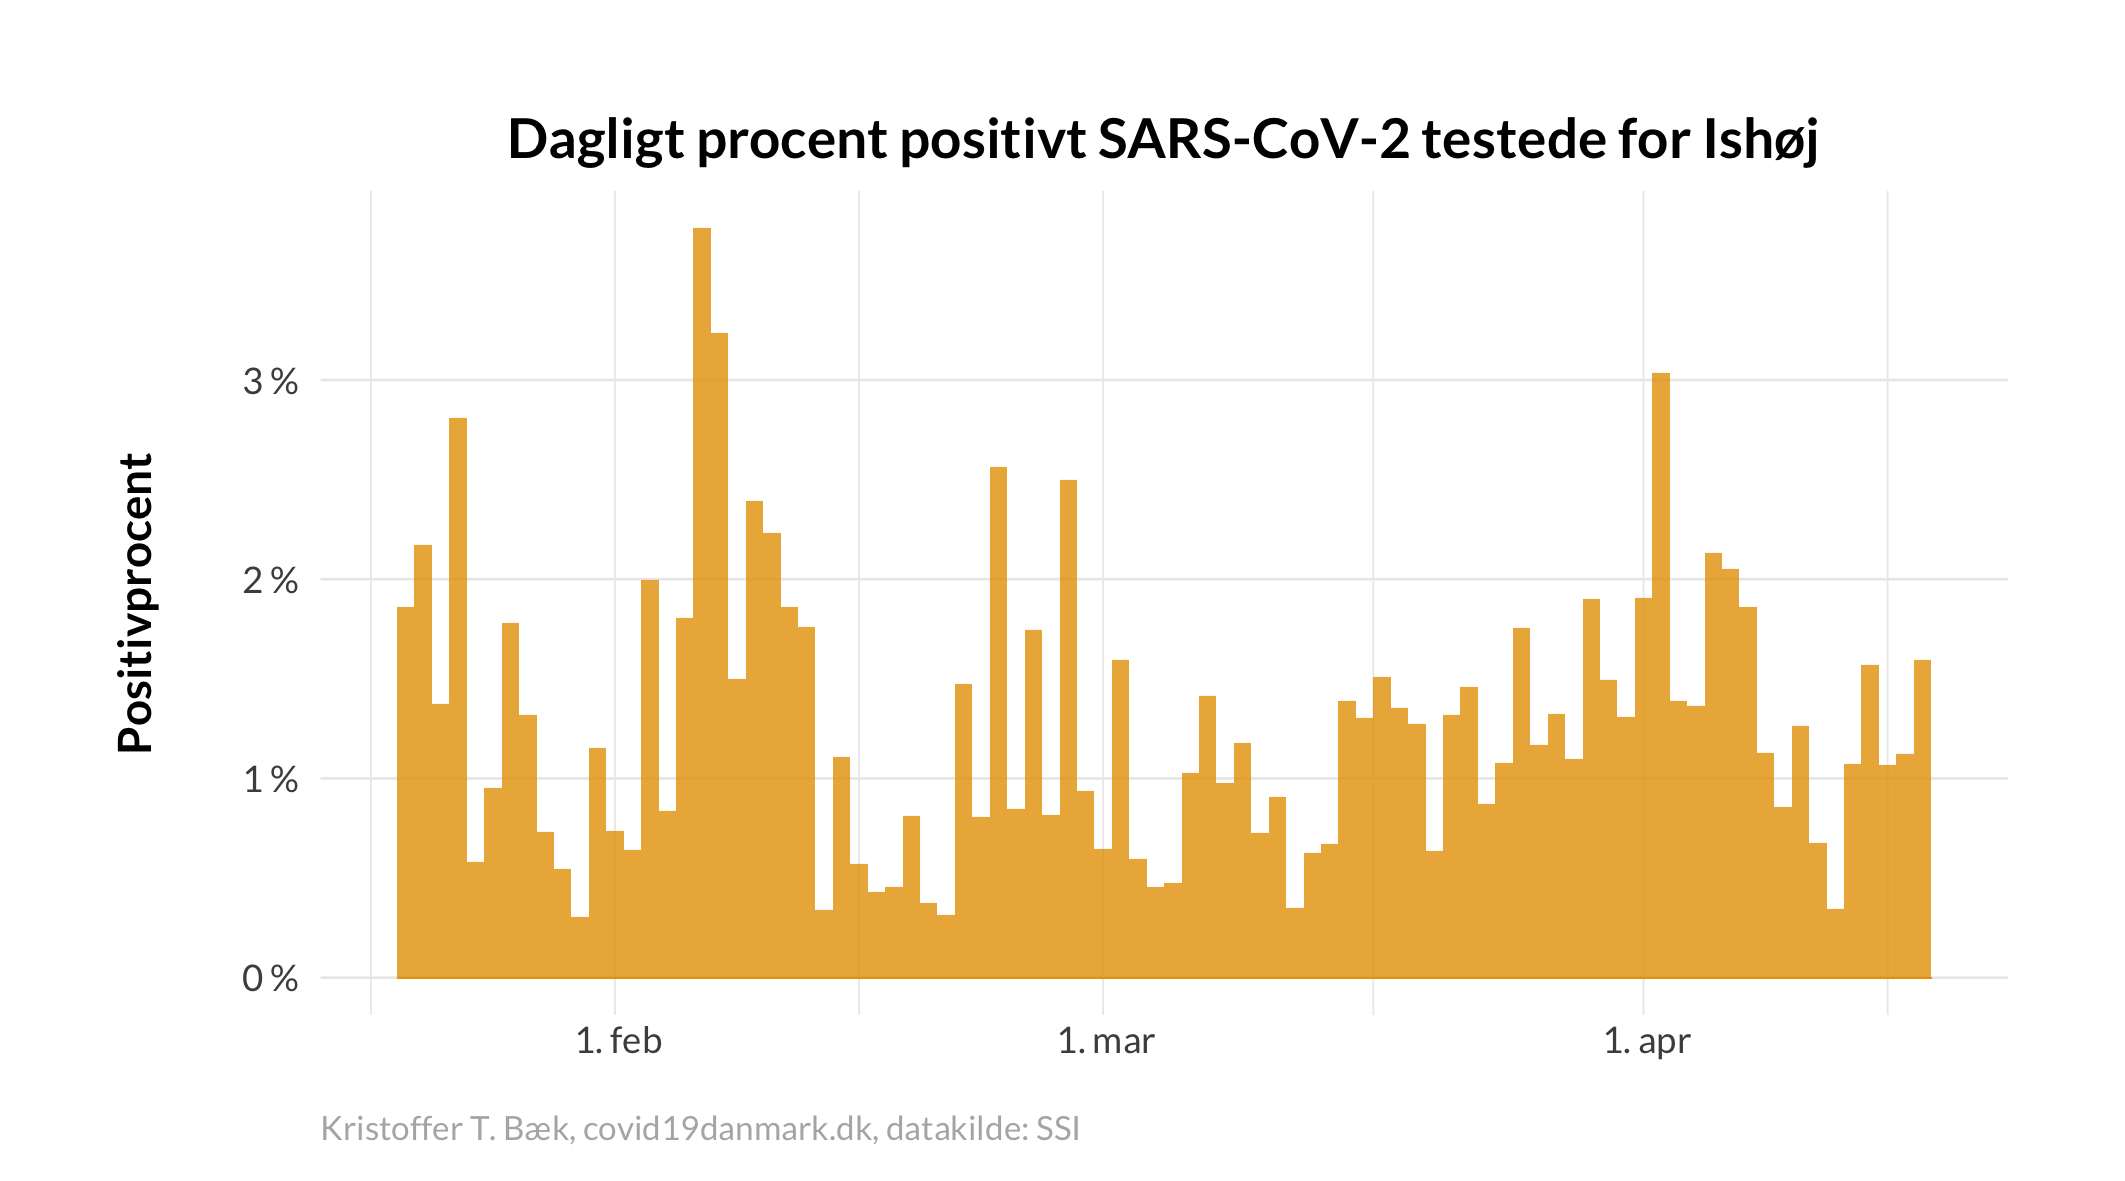 Dagligt procent positivt SARS-CoV-2 testede for Ishøj
Positivprocent
3 %
2 %
1 %
0 %
1. feb
1. mar
1. apr
Kristoffer T. Bæk, covid19danmark.dk, datakilde: SSI